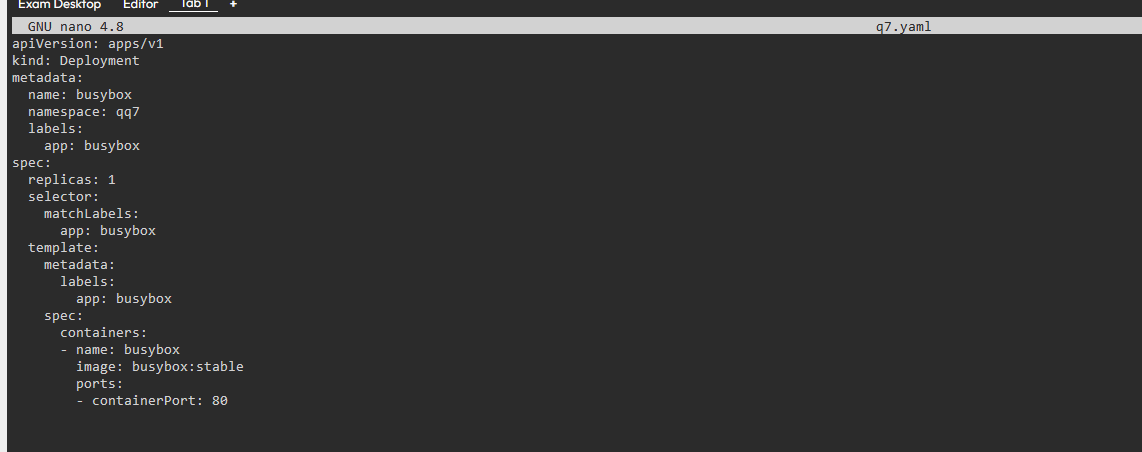 Exam Desktop Editor Tab 1 +
GNU nano 4.8 q7.yaml
apiVersion: apps/v1
kind: Deployment
metadata:
  name: busybox
  namespace: qq7
  labels:
    app: busybox
spec:
  replicas: 1
  selector:
    matchLabels:
      app: busybox
  template:
    metadata:
      labels:
        app: busybox
    spec:
      containers:
      - name: busybox
        image: busybox:stable
        ports:
        - containerPort: 80